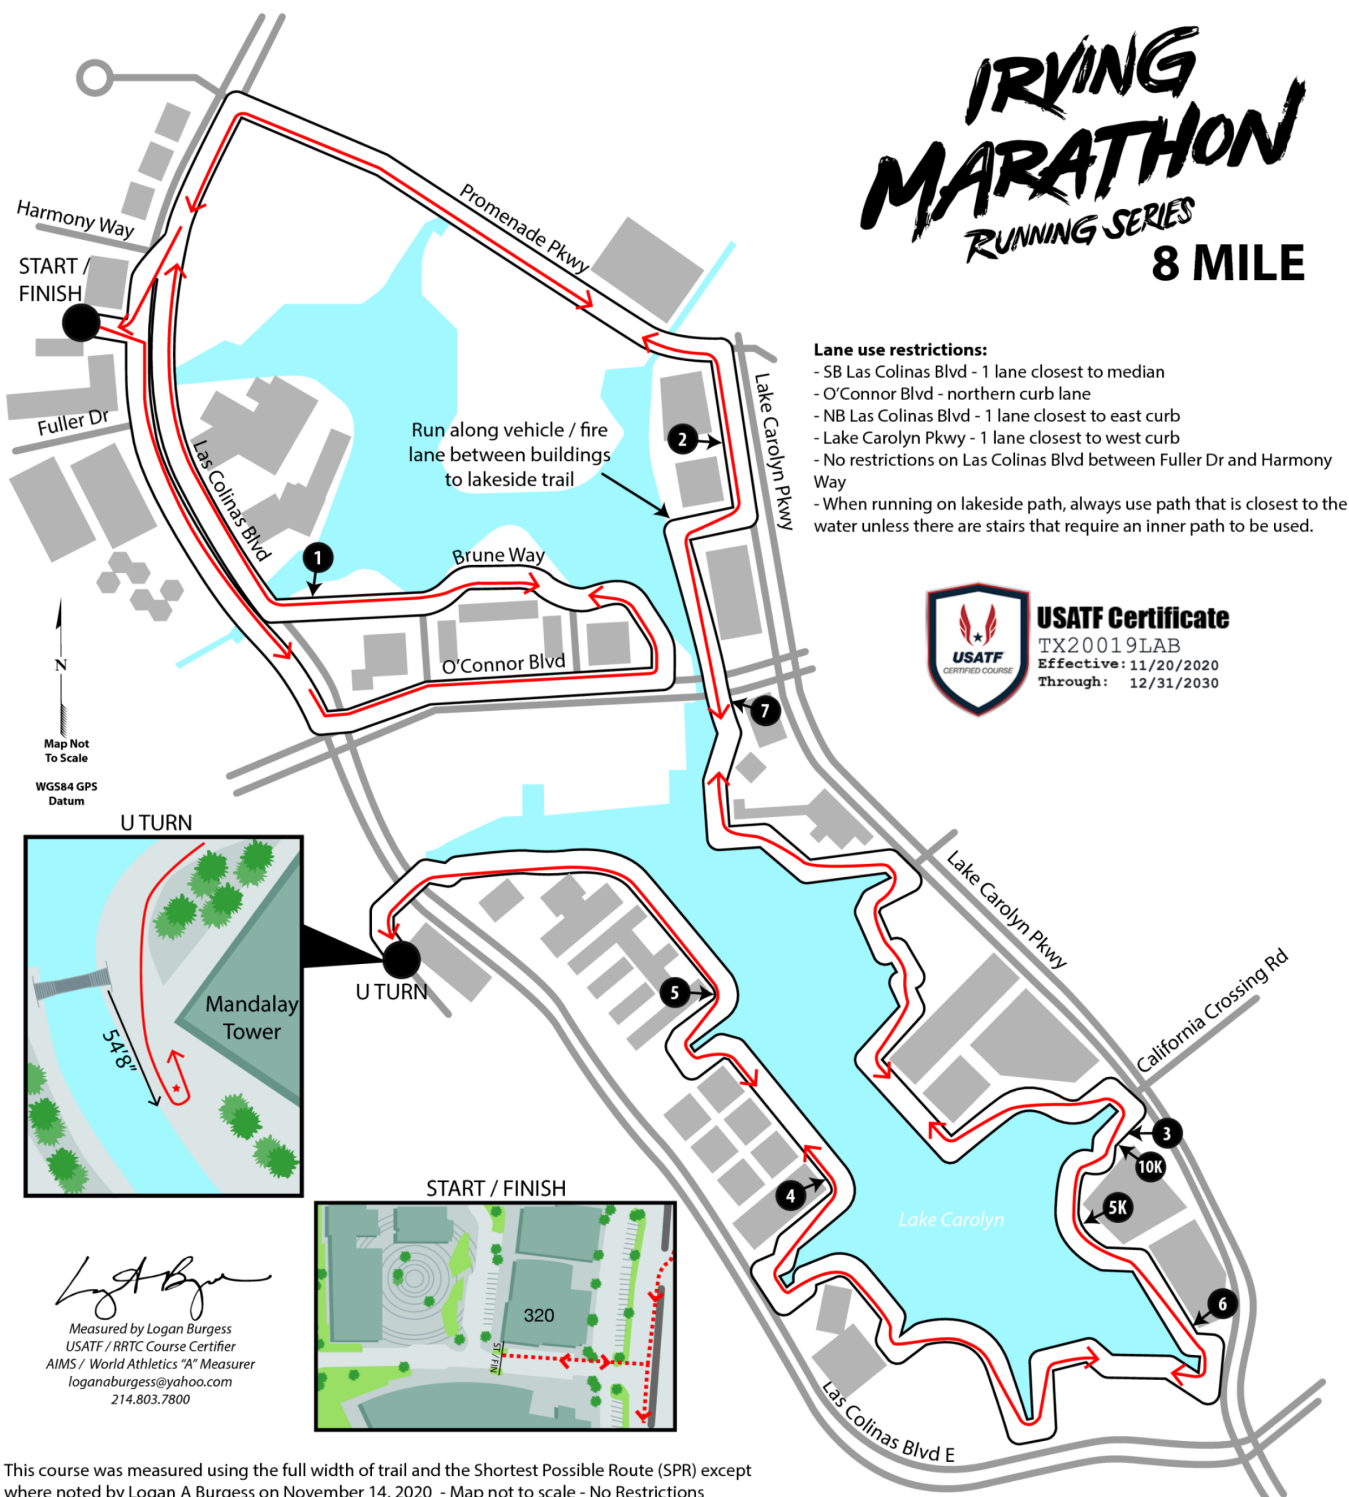 IRVING
MARATHON
RUNNING SERIES
8 MILE
Harmony Way
START /
FINISH
Fuller Dr
Promenade Pkwy
Lake Carolyn Pkwy
Lane use restrictions:
- SB Las Colinas Blvd - 1 lane closest to median
- O'Connor Blvd - northern curb lane
- NB Las Colinas Blvd - 1 lane closest to east curb
- Lake Carolyn Pkwy - 1 lane closest to west curb
- No restrictions on Las Colinas Blvd between Fuller Dr and Harmony
Way
- When running on lakeside path, always use path that is closest to the
water unless there are stairs that require an inner path to be used.
Run along vehicle / fire
lane between buildings
to lakeside trail
2
Las Colinas Blvd
1
Brune Way
O'Connor Blvd
USATF
CERTIFIED COURSE
USATF Certificate
TX20019LAB
Effective: 11/20/2020
Through: 12/31/2030
N
Map Not
To Scale
WGS84 GPS
Datum
7
U TURN
Mandalay
Tower
54'8"
U TURN
5
Lake Carolyn Pkwy
California Crossing Rd
3
10K
5K
4
Lake Carolyn
6
Las Colinas Blvd E
START / FINISH
320
ST / FIN
Measured by Logan Burgess
USATF / RRTC Course Certifier
AIMS / World Athletics "A" Measurer
loganaburgess@yahoo.com
214.803.7800
This course was measured using the full width of trail and the Shortest Possible Route (SPR) except
where noted by Logan A Burgess on November 14, 2020 - Map not to scale - No Restrictions